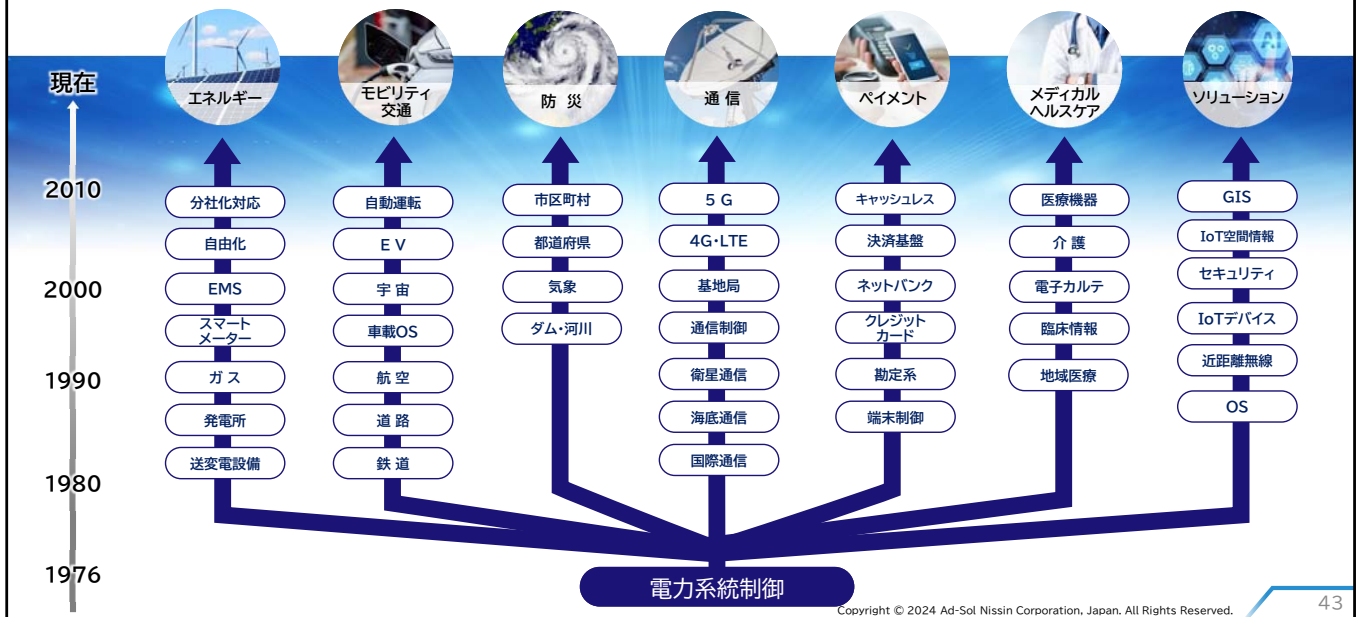 現在
2010
2000
1990
1980
1976
エネルギー
分社化対応
自由化
EMS
スマート
メーター
ガス
発電所
送変電設備
モビリティ
交通
自動運転
EV
宇宙
車載OS
航空
道路
鉄道
防災
市区町村
都道府県
気象
ダム・河川
通信
5G
4G・LTE
基地局
通信制御
衛星通信
海底通信
国際通信
ペイメント
キャッシュレス
決済基盤
ネットバンク
クレジット
カード
勘定系
端末制御
メディカル
ヘルスケア
医療機器
介護
電子カルテ
臨床情報
地域医療
ソリューション
GIS
IoT空間情報
セキュリティ
IoTデバイス
近距離無線
OS
電力系統制御
Copyright © 2024 Ad-Sol Nissin Corporation, Japan. All Rights Reserved.
43